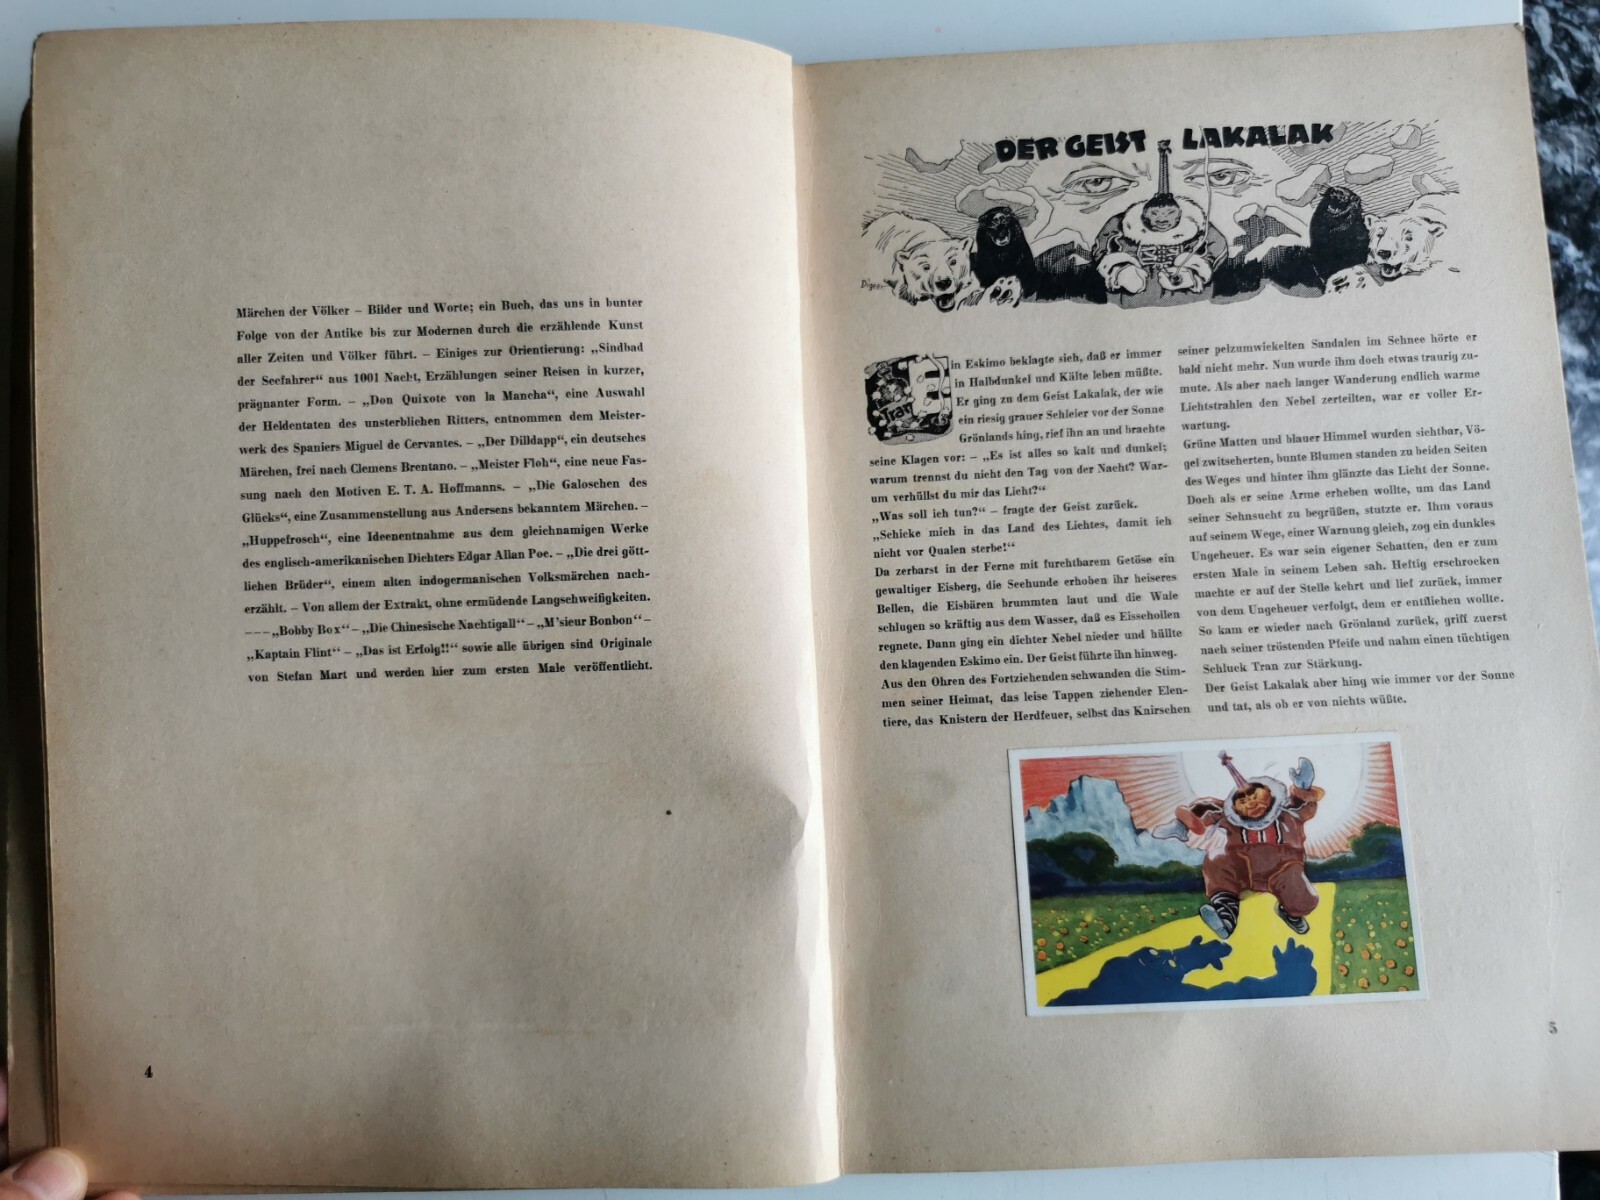 Märchen der Völker – Bilder und Worte; ein Buch, das uns in bunter
Folge von der Antike bis zur Modernen durch die erzählende Kunst
aller Zeiten und Völker führt. – Einiges zur Orientierung: „Sindbad
der Seefahrer“ aus 1001 Nacht, Erzählungen seiner Reisen in kurzer,
prägnanter Form. – „Don Quixote von la Mancha“, eine Auswahl
der Heldentaten des unsterblichen Ritters, entnommen dem Meister-
werk des Spaniers Miguel de Cervantes. – „Der Dilldapp“, ein deutsches
Märchen, frei nach Clemens Brentano. – „Meister Floh“, eine neue Fas-
sung nach den Motiven E. T. A. Hoffmanns. – „Die Galoschen des
Glücks“, eine Zusammenstellung aus Andersens bekanntem Märchen. –
„Huppefrosch“, eine Ideenentnahme aus dem gleichnamigen Werke
des englisch-amerikanischen Dichters Edgar Allan Poe. – „Die drei gött-
lichen Brüder“, einem alten indogermanischen Volksmärchen nach-
erzählt. – Von allem der Extrakt, ohne ermüdende Langschweifigkeiten.
– – – „Bobby Box“ – „Die Chinesische Nachtigall“ – „M'sieur Bonbon“ –
„Kaptain Flint“ – „Das ist Erfolg!!“ sowie alle übrigen sind Originale
von Stefan Mart und werden hier zum ersten Male veröffentlicht.
4
DER GEIST LAKALAK
Tran
Ein Eskimo beklagte sich, daß er immer
in Halbdunkel und Kälte leben müßte.
Er ging zu dem Geist Lakalak, der wie
ein riesig grauer Schleier vor der Sonne
Grönlands hing, rief ihn an und brachte
seine Klagen vor: – „Es ist alles so kalt und dunkel;
warum trennst du nicht den Tag von der Nacht? War-
um verhüllst du mir das Licht?“
„Was soll ich tun?“ – fragte der Geist zurück.
„Schicke mich in das Land des Lichtes, damit ich
nicht vor Qualen sterbe!“
Da zerbarst in der Ferne mit furchtbarem Getöse ein
gewaltiger Eisberg, die Seehunde erhoben ihr heiseres
Bellen, die Eisbären brummten laut und die Wale
schlugen so kräftig aus dem Wasser, daß es Eisschollen
regnete. Dann ging ein dichter Nebel nieder und hüllte
den klagenden Eskimo ein. Der Geist führte ihn hinweg.
Aus den Ohren des Fortziehenden schwanden die Stim-
men seiner Heimat, das leise Tappen ziehender Elen-
tiere, das Knistern der Herdfeuer, selbst das Knirschen
seiner pelzumwickelten Sandalen im Schnee hörte er
bald nicht mehr. Nun wurde ihm doch etwas traurig zu-
mute. Als aber nach langer Wanderung endlich warme
Lichtstrahlen den Nebel zerteilten, war er voller Er-
wartung.
Grüne Matten und blauer Himmel wurden sichtbar, Vö-
gel zwitscherten, bunte Blumen standen zu beiden Seiten
des Weges und hinter ihm glänzte das Licht der Sonne.
Doch als er seine Arme erheben wollte, um das Land
seiner Sehnsucht zu begrüßen, stutzte er. Ihm voraus
auf seinem Wege, einer Warnung gleich, zog ein dunkles
Ungeheuer. Es war sein eigener Schatten, den er zum
ersten Male in seinem Leben sah. Heftig erschrocken
machte er auf der Stelle kehrt und lief zurück, immer
von dem Ungeheuer verfolgt, dem er entfliehen wollte.
So kam er wieder nach Grönland zurück, griff zuerst
nach seiner tröstenden Pfeife und nahm einen tüchtigen
Schluck Tran zur Stärkung.
Der Geist Lakalak aber hing wie immer vor der Sonne
und tat, als ob er von nichts wüßte.
5